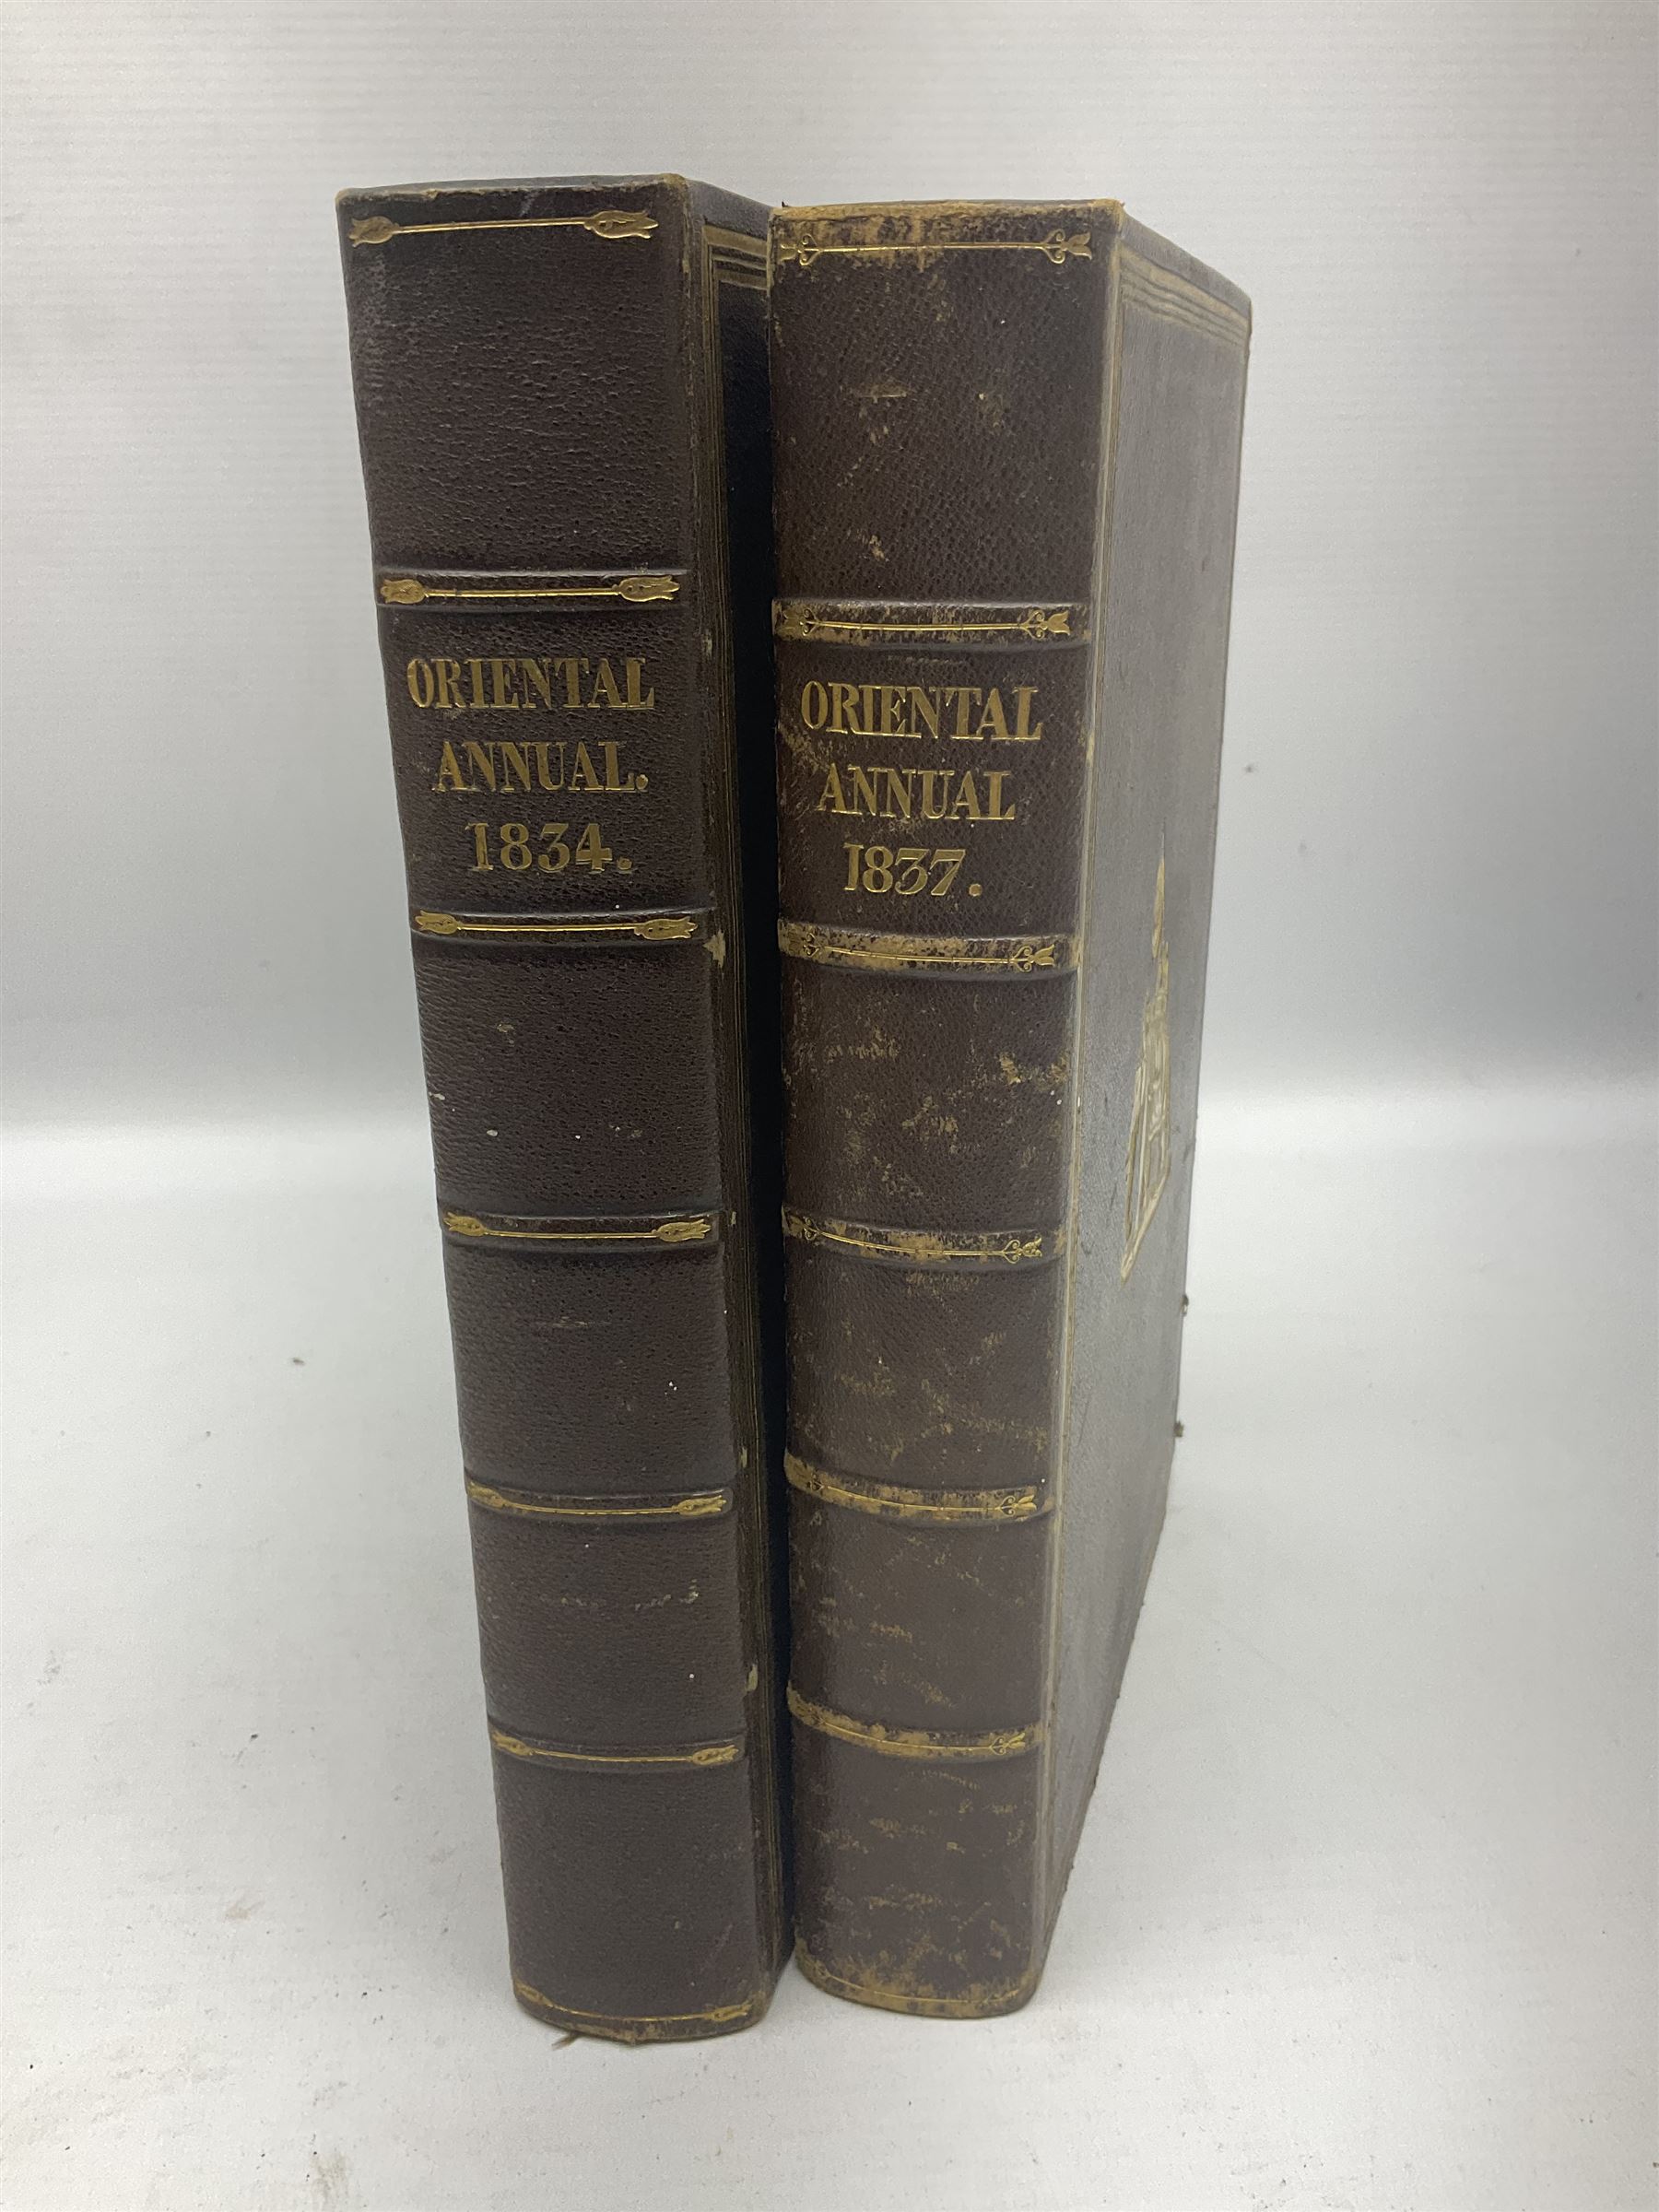 ORIENTAL
ANNUAL.
1834.
ORIENTAL
ANNUAL
1837.